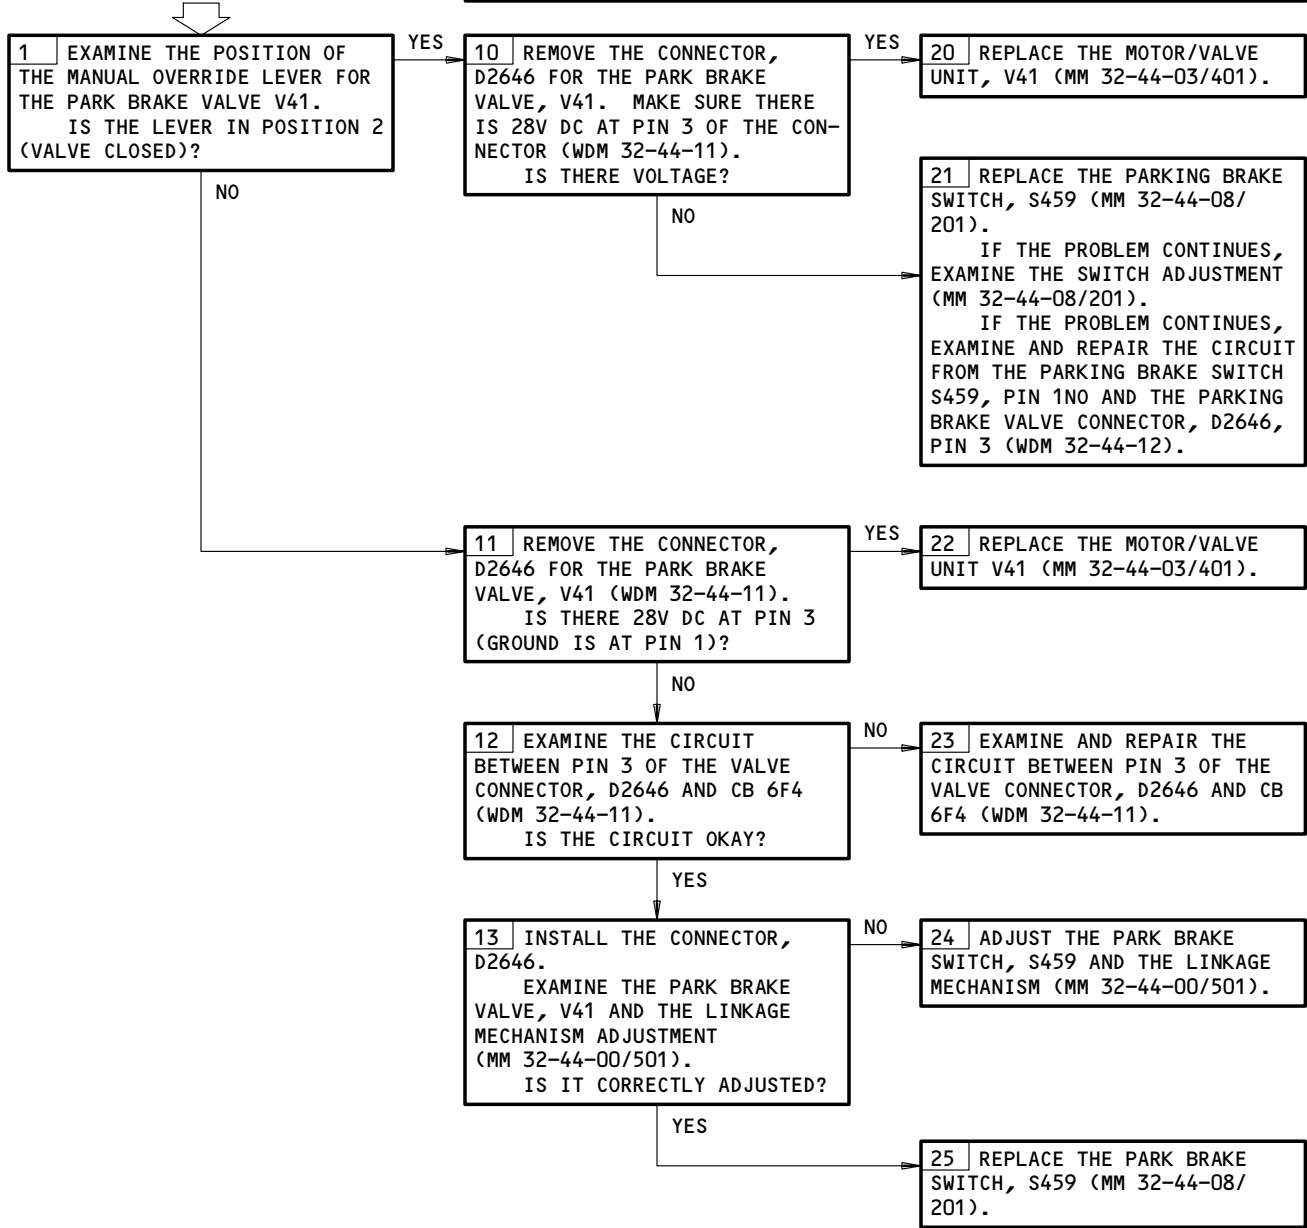 1 EXAMINE THE POSITION OF
THE MANUAL OVERRIDE LEVER FOR
THE PARK BRAKE VALVE V41.
IS THE LEVER IN POSITION 2
(VALVE CLOSED)?
YES
NO
10 REMOVE THE CONNECTOR,
D2646 FOR THE PARK BRAKE
VALVE, V41. MAKE SURE THERE
IS 28V DC AT PIN 3 OF THE CON-
NECTOR (WDM 32-44-11).
IS THERE VOLTAGE?
YES
NO
20 REPLACE THE MOTOR/VALVE
UNIT, V41 (MM 32-44-03/401).
21 REPLACE THE PARKING BRAKE
SWITCH, S459 (MM 32-44-08/
201).
IF THE PROBLEM CONTINUES,
EXAMINE THE SWITCH ADJUSTMENT
(MM 32-44-08/201).
IF THE PROBLEM CONTINUES,
EXAMINE AND REPAIR THE CIRCUIT
FROM THE PARKING BRAKE SWITCH
S459, PIN 1NO AND THE PARKING
BRAKE VALVE CONNECTOR, D2646,
PIN 3 (WDM 32-44-12).
11 REMOVE THE CONNECTOR,
D2646 FOR THE PARK BRAKE
VALVE, V41 (WDM 32-44-11).
IS THERE 28V DC AT PIN 3
(GROUND IS AT PIN 1)?
YES
NO
22 REPLACE THE MOTOR/VALVE
UNIT V41 (MM 32-44-03/401).
12 EXAMINE THE CIRCUIT
BETWEEN PIN 3 OF THE VALVE
CONNECTOR, D2646 AND CB 6F4
(WDM 32-44-11).
IS THE CIRCUIT OKAY?
NO
YES
23 EXAMINE AND REPAIR THE
CIRCUIT BETWEEN PIN 3 OF THE
VALVE CONNECTOR, D2646 AND CB
6F4 (WDM 32-44-11).
13 INSTALL THE CONNECTOR,
D2646.
EXAMINE THE PARK BRAKE
VALVE, V41 AND THE LINKAGE
MECHANISM ADJUSTMENT
(MM 32-44-00/501).
IS IT CORRECTLY ADJUSTED?
NO
YES
24 ADJUST THE PARK BRAKE
SWITCH, S459 AND THE LINKAGE
MECHANISM (MM 32-44-00/501).
25 REPLACE THE PARK BRAKE
SWITCH, S459 (MM 32-44-08/
201).